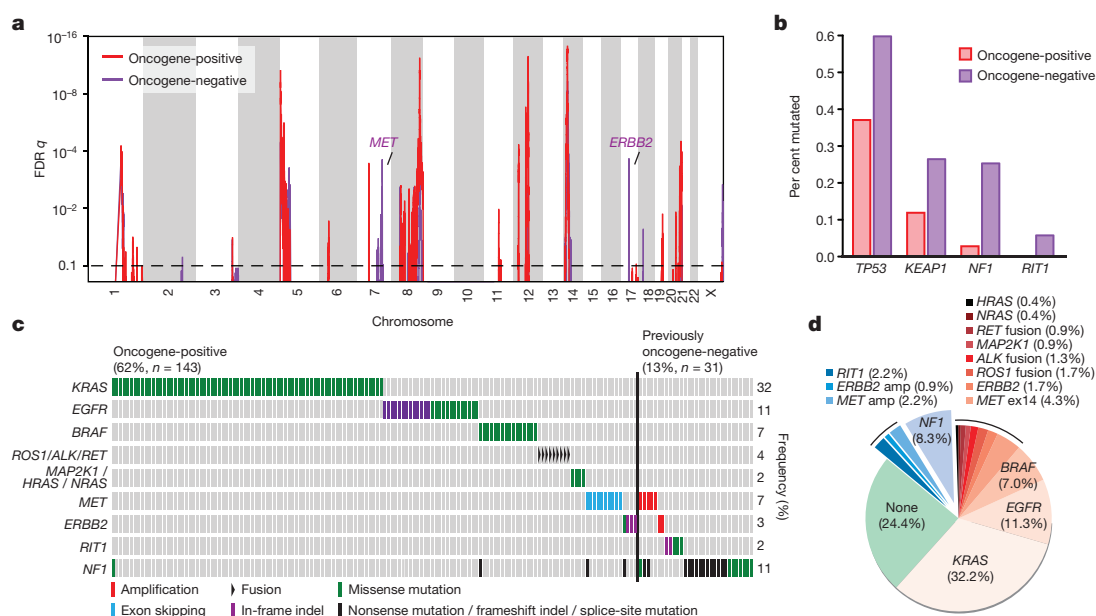 a
10⁻¹⁶
10⁻⁸
10⁻⁴
10⁻²
0.1
FDR q
Oncogene-positive
Oncogene-negative
MET
ERBB2
1 2 3 4 5 6 7 8 9 10 11 12 13 14 15 16 17 18 19 20 21 22 X
Chromosome
b
0.6
0.5
0.4
0.3
0.2
0.1
0.0
Per cent mutated
Oncogene-positive
Oncogene-negative
TP53 KEAP1 NF1 RIT1
c
Oncogene-positive
(62%, n = 143)
Previously
oncogene-negative
(13%, n = 31)
KRAS 32
EGFR 11
BRAF 7
ROS1/ALK/RET 4
MAP2K1 /
HRAS / NRAS 2
MET 7
ERBB2 3
RIT1 2
NF1 11
Frequency (%)
Amplification
Fusion
Missense mutation
Exon skipping
In-frame indel
Nonsense mutation / frameshift indel / splice-site mutation
d
HRAS (0.4%)
NRAS (0.4%)
RET fusion (0.9%)
MAP2K1 (0.9%)
ALK fusion (1.3%)
ROS1 fusion (1.7%)
ERBB2 (1.7%)
MET ex14 (4.3%)
RIT1 (2.2%)
ERBB2 amp (0.9%)
MET amp (2.2%)
NF1
(8.3%)
BRAF
(7.0%)
EGFR
(11.3%)
None
(24.4%)
KRAS
(32.2%)